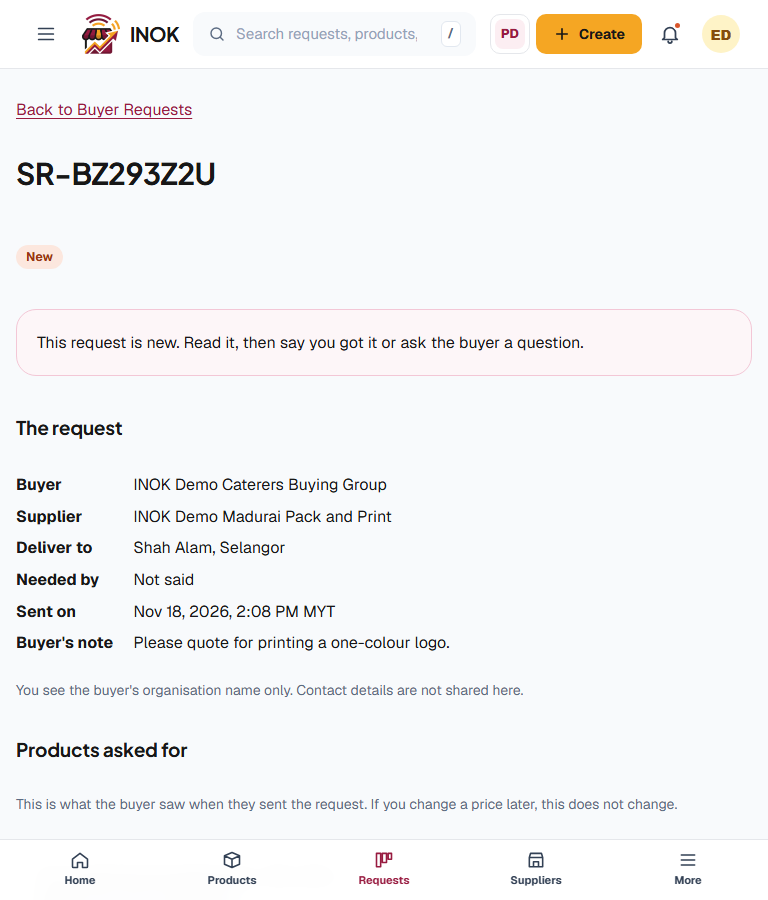 INOK
Search requests, products,
/
PD
+ Create
ED
Back to Buyer Requests
SR-BZ293Z2U
New
This request is new. Read it, then say you got it or ask the buyer a question.
The request
Buyer INOK Demo Caterers Buying Group
Supplier INOK Demo Madurai Pack and Print
Deliver to Shah Alam, Selangor
Needed by Not said
Sent on Nov 18, 2026, 2:08 PM MYT
Buyer's note Please quote for printing a one-colour logo.
You see the buyer's organisation name only. Contact details are not shared here.
Products asked for
This is what the buyer saw when they sent the request. If you change a price later, this does not change.
Home Products Requests Suppliers More